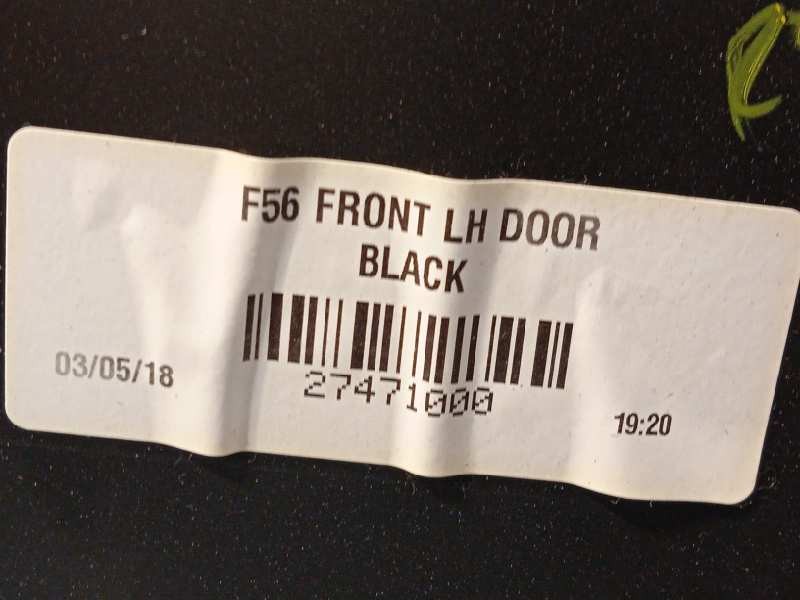 F56 FRONT LH DOOR
BLACK
27471000
03/05/18
19:20